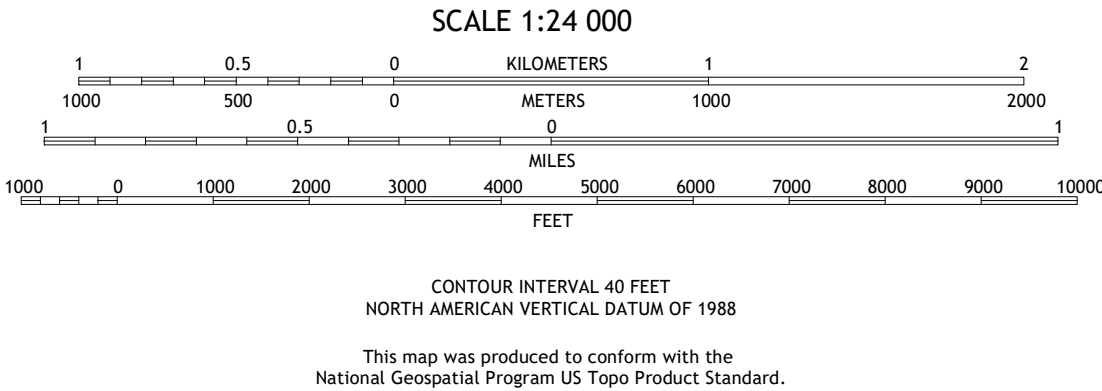 SCALE 1:24 000
1 0.5 0 KILOMETERS 1 2
1000 500 0 METERS 1000 2000
1 0.5 0 1
MILES
1000 0 1000 2000 3000 4000 5000 6000 7000 8000 9000 10000
FEET
CONTOUR INTERVAL 40 FEET
NORTH AMERICAN VERTICAL DATUM OF 1988
This map was produced to conform with the
National Geospatial Program US Topo Product Standard.